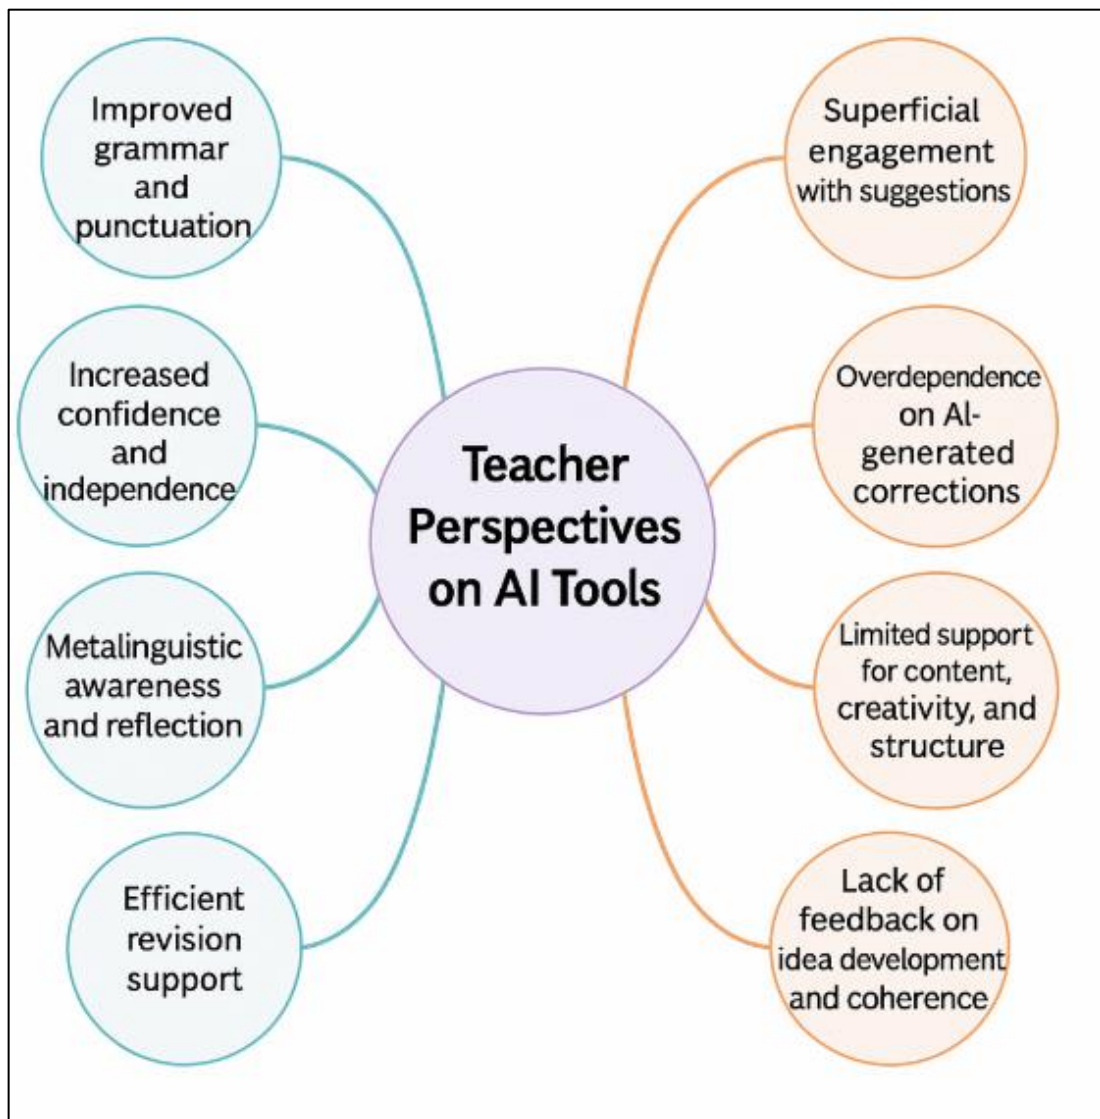 Improved
grammar
and
punctuation
Increased
confidence
and
independence
Metalinguistic
awareness
and reflection
Efficient
revision
support
Teacher
Perspectives
on AI Tools
Superficial
engagement
with suggestions
Overdependence
on AI-
generated
corrections
Limited support
for content,
creativity, and
structure
Lack of
feedback on
idea development
and coherence